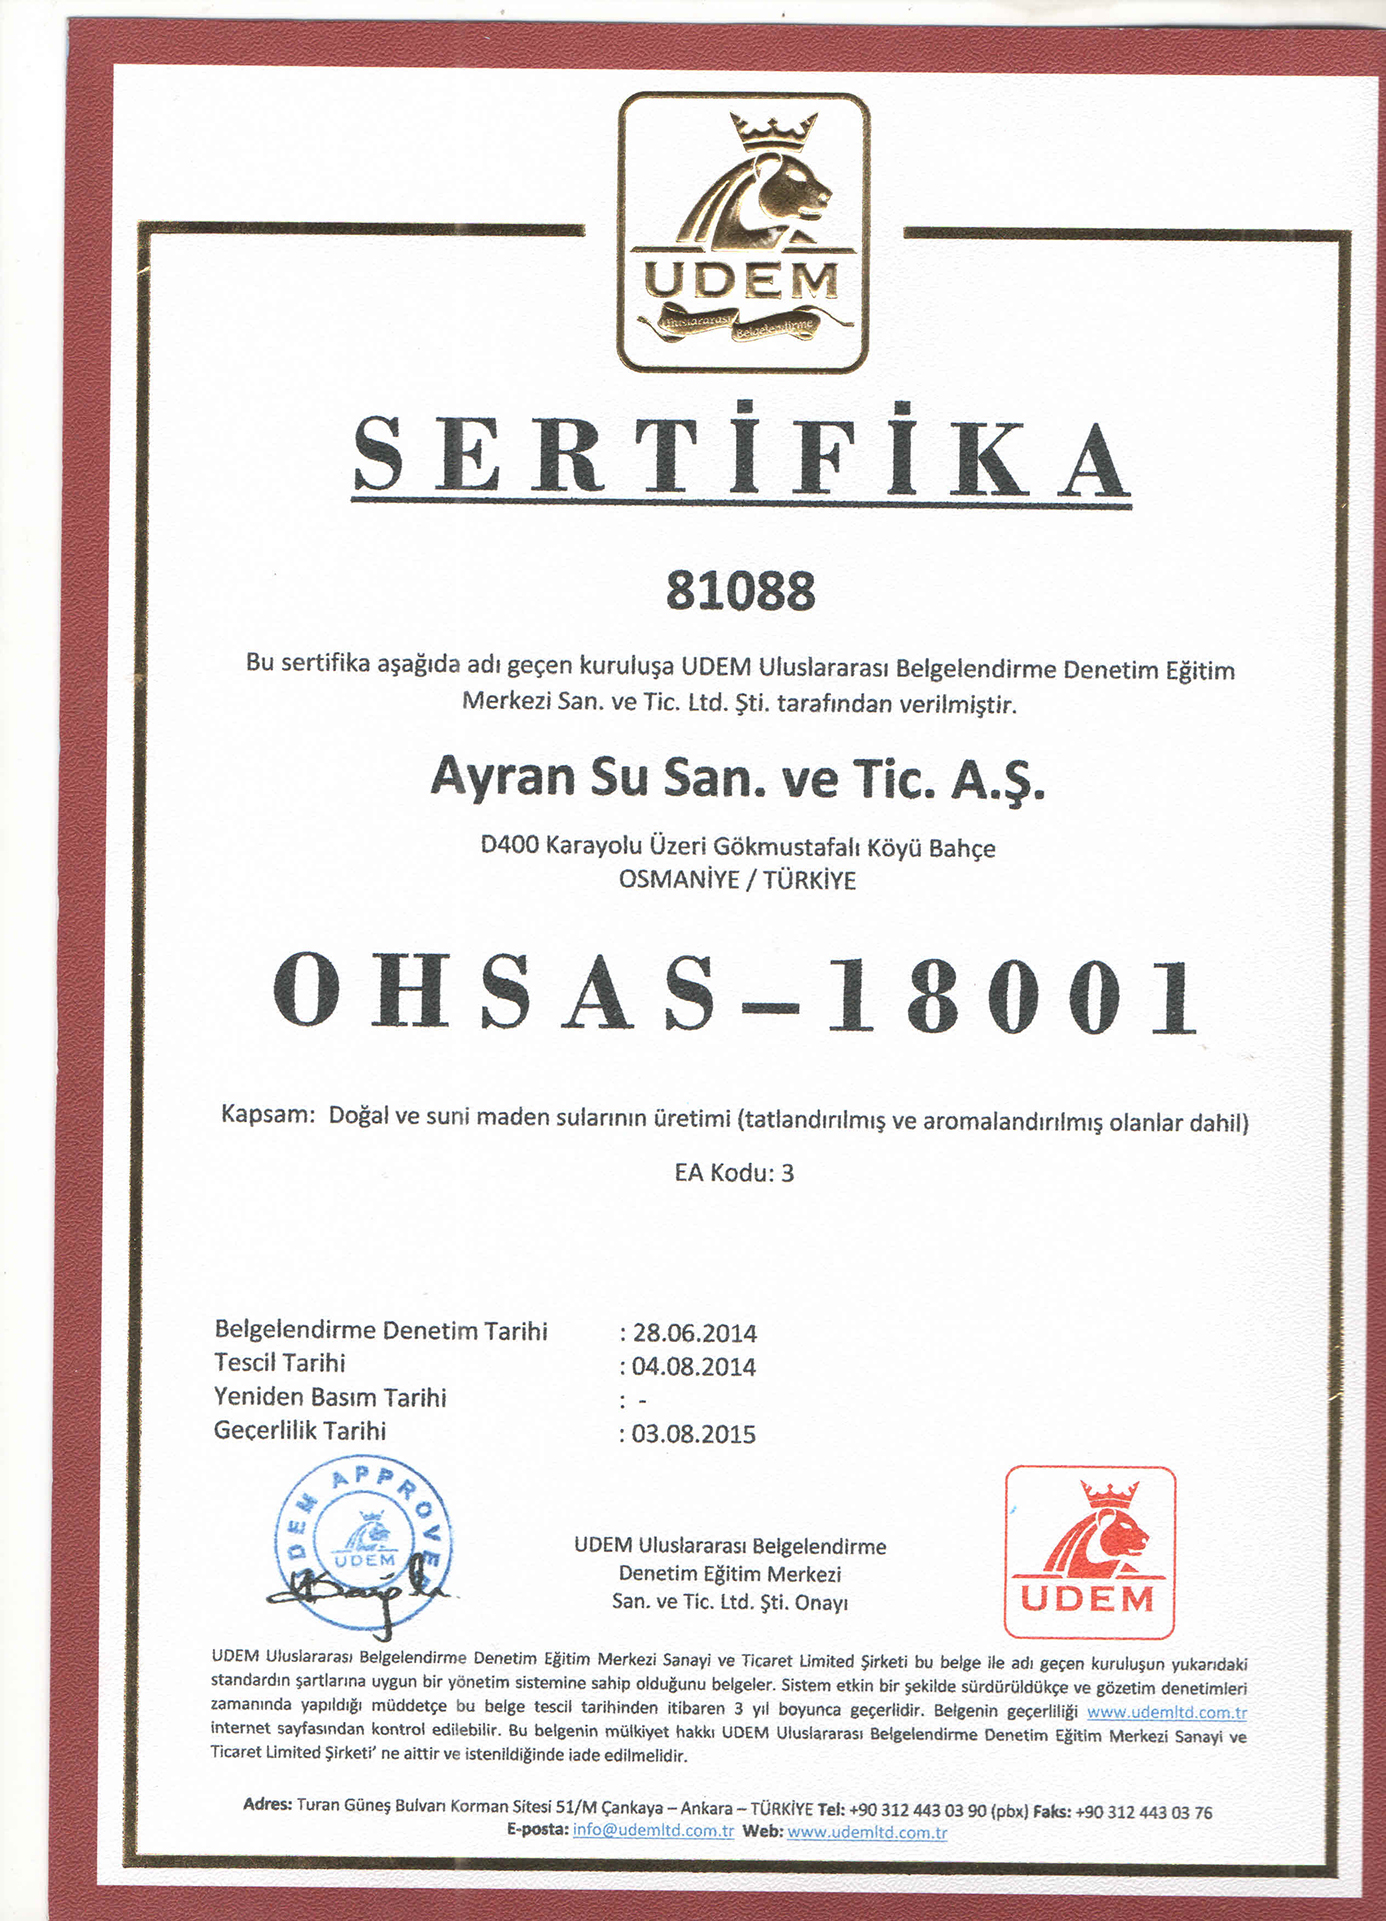 UDEM
Uluslararası Belgelendirme
SERTİFİKA
81088
Bu sertifika aşağıda adı geçen kuruluşa UDEM Uluslararası Belgelendirme Denetim Eğitim
Merkezi San. ve Tic. Ltd. Şti. tarafından verilmiştir.
Ayran Su San. ve Tic. A.Ş.
D400 Karayolu Üzeri Gökmustafalı Köyü Bahçe
OSMANİYE / TÜRKİYE
OHSAS–18001
Kapsam: Doğal ve suni maden sularının üretimi (tatlandırılmış ve aromalandırılmış olanlar dahil)
EA Kodu: 3
Belgelendirme Denetim Tarihi : 28.06.2014
Tescil Tarihi : 04.08.2014
Yeniden Basım Tarihi : -
Geçerlilik Tarihi : 03.08.2015
UDEM APPROVED
UDEM
UDEM Uluslararası Belgelendirme
Denetim Eğitim Merkezi
San. ve Tic. Ltd. Şti. Onayı
UDEM
UDEM Uluslararası Belgelendirme Denetim Eğitim Merkezi Sanayi ve Ticaret Limited Şirketi bu belge ile adı geçen kuruluşun yukarıdaki
standardın şartlarına uygun bir yönetim sistemine sahip olduğunu belgeler. Sistem etkin bir şekilde sürdürüldükçe ve gözetim denetimleri
zamanında yapıldığı müddetçe bu belge tescil tarihinden itibaren 3 yıl boyunca geçerlidir. Belgenin geçerliliği www.udemltd.com.tr
internet sayfasından kontrol edilebilir. Bu belgenin mülkiyet hakkı UDEM Uluslararası Belgelendirme Denetim Eğitim Merkezi Sanayi ve
Ticaret Limited Şirketi' ne aittir ve istenildiğinde iade edilmelidir.
Adres: Turan Güneş Bulvarı Korman Sitesi 51/M Çankaya – Ankara – TÜRKİYE Tel: +90 312 443 03 90 (pbx) Faks: +90 312 443 03 76
E-posta: info@udemltd.com.tr Web: www.udemltd.com.tr